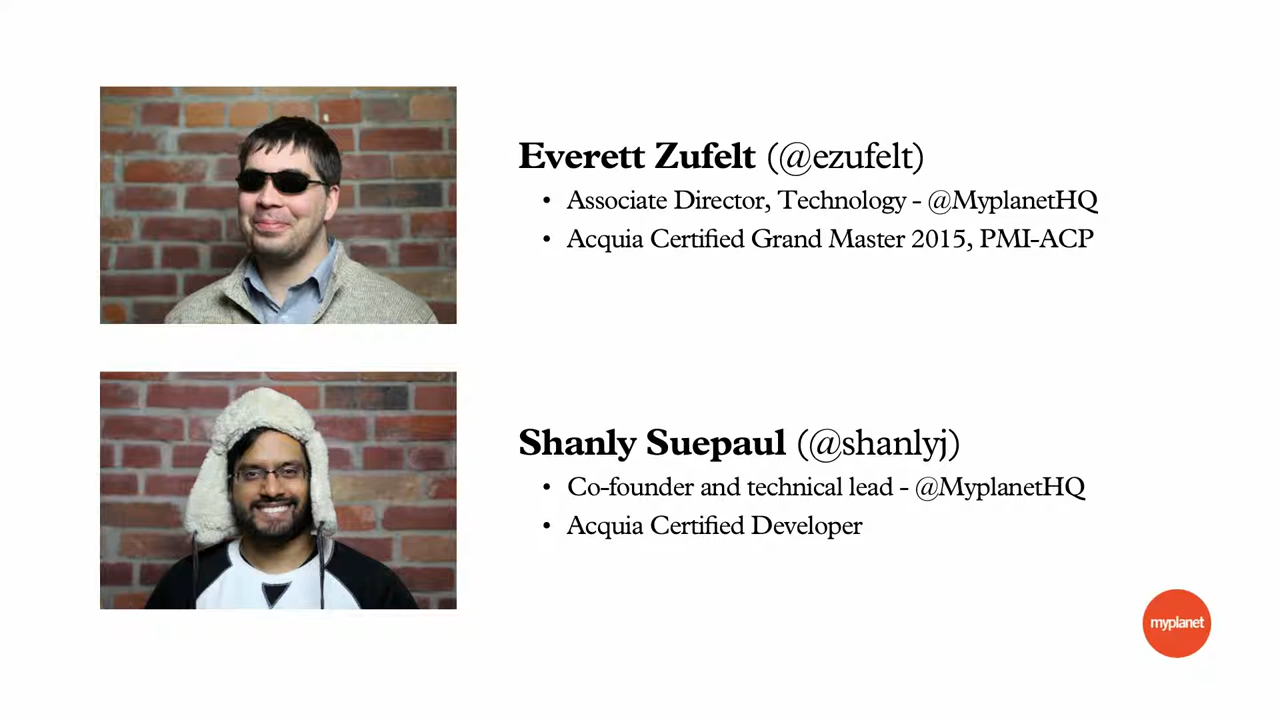 Everett Zufelt (@ezufelt)
• Associate Director, Technology - @MyplanetHQ
• Acquia Certified Grand Master 2015, PMI-ACP
Shanly Suepaul (@shanlyj)
• Co-founder and technical lead - @MyplanetHQ
• Acquia Certified Developer
myplanet